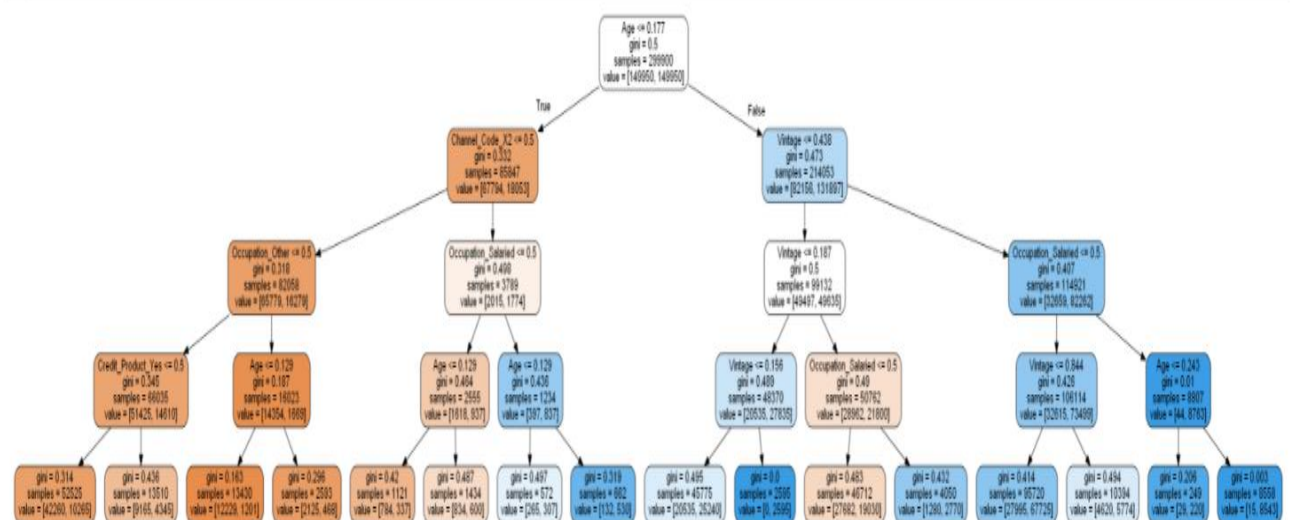 Age <= 0.177
gini = 0.5
samples = 299900
value = [149950, 149950]
True
False
Channel_Code_X2 <= 0.5
gini = 0.332
samples = 85847
value = [67794, 18053]
Vintage <= 0.438
gini = 0.473
samples = 214053
value = [82156, 131897]
Occupation_Other <= 0.5
gini = 0.318
samples = 82058
value = [65779, 16279]
Occupation_Salaried <= 0.5
gini = 0.498
samples = 3789
value = [2015, 1774]
Vintage <= 0.187
gini = 0.5
samples = 99132
value = [49497, 49635]
Occupation_Salaried <= 0.5
gini = 0.407
samples = 114921
value = [32659, 82262]
Credit_Product_Yes <= 0.5
gini = 0.345
samples = 66035
value = [51425, 14610]
Age <= 0.129
gini = 0.187
samples = 16023
value = [14354, 1669]
Age <= 0.129
gini = 0.464
samples = 2555
value = [1618, 937]
Age <= 0.129
gini = 0.436
samples = 1234
value = [397, 837]
Vintage <= 0.156
gini = 0.489
samples = 48370
value = [20535, 27835]
Occupation_Salaried <= 0.5
gini = 0.49
samples = 50762
value = [28962, 21800]
Vintage <= 0.844
gini = 0.426
samples = 106114
value = [32615, 73499]
Age <= 0.243
gini = 0.01
samples = 8807
value = [44, 8763]
gini = 0.314
samples = 52525
value = [42260, 10265]
gini = 0.436
samples = 13510
value = [9165, 4345]
gini = 0.163
samples = 13430
value = [12229, 1201]
gini = 0.296
samples = 2593
value = [2125, 468]
gini = 0.42
samples = 1121
value = [784, 337]
gini = 0.487
samples = 1434
value = [834, 600]
gini = 0.497
samples = 572
value = [265, 307]
gini = 0.319
samples = 662
value = [132, 530]
gini = 0.495
samples = 45775
value = [20535, 25240]
gini = 0.0
samples = 2595
value = [0, 2595]
gini = 0.483
samples = 46712
value = [27682, 19030]
gini = 0.432
samples = 4050
value = [1280, 2770]
gini = 0.414
samples = 95720
value = [27995, 67725]
gini = 0.494
samples = 10394
value = [4620, 5774]
gini = 0.206
samples = 249
value = [29, 220]
gini = 0.003
samples = 8558
value = [15, 8543]